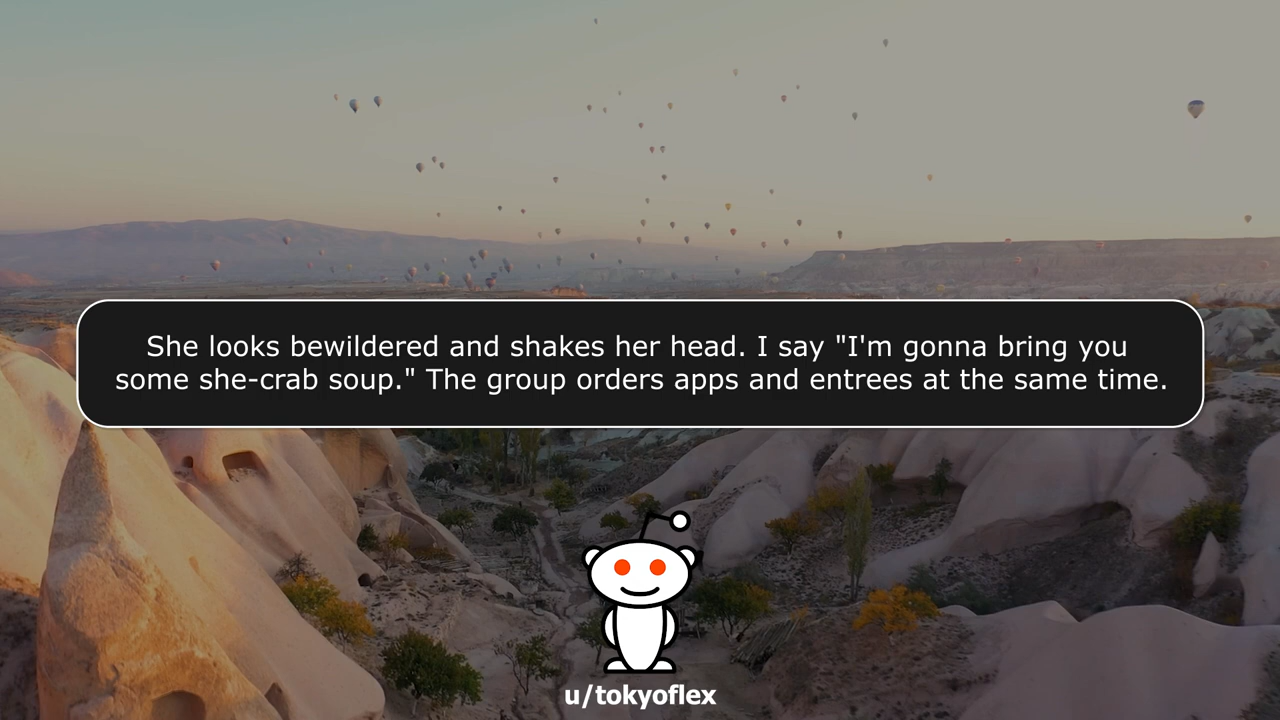 She looks bewildered and shakes her head. I say "I'm gonna bring you
some she-crab soup." The group orders apps and entrees at the same time.
u/tokyoflex